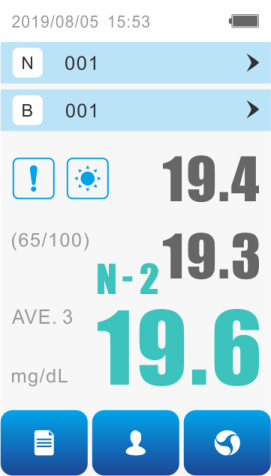 2019/08/05 15:53
N 001
B 001
! 19.4
(65/100) 19.3
N-2
AVE. 3 19.6
mg/dL